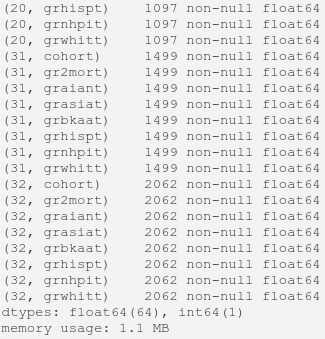 (20, grhispt)    1097 non-null float64
(20, grnhpit)    1097 non-null float64
(20, grwhitt)    1097 non-null float64
(31, cohort)     1499 non-null float64
(31, gr2mort)    1499 non-null float64
(31, graiant)    1499 non-null float64
(31, grasiat)    1499 non-null float64
(31, grbkaat)    1499 non-null float64
(31, grhispt)    1499 non-null float64
(31, grnhpit)    1499 non-null float64
(31, grwhitt)    1499 non-null float64
(32, cohort)     2062 non-null float64
(32, gr2mort)    2062 non-null float64
(32, graiant)    2062 non-null float64
(32, grasiat)    2062 non-null float64
(32, grbkaat)    2062 non-null float64
(32, grhispt)    2062 non-null float64
(32, grnhpit)    2062 non-null float64
(32, grwhitt)    2062 non-null float64
dtypes: float64(64), int64(1)
memory usage: 1.1 MB